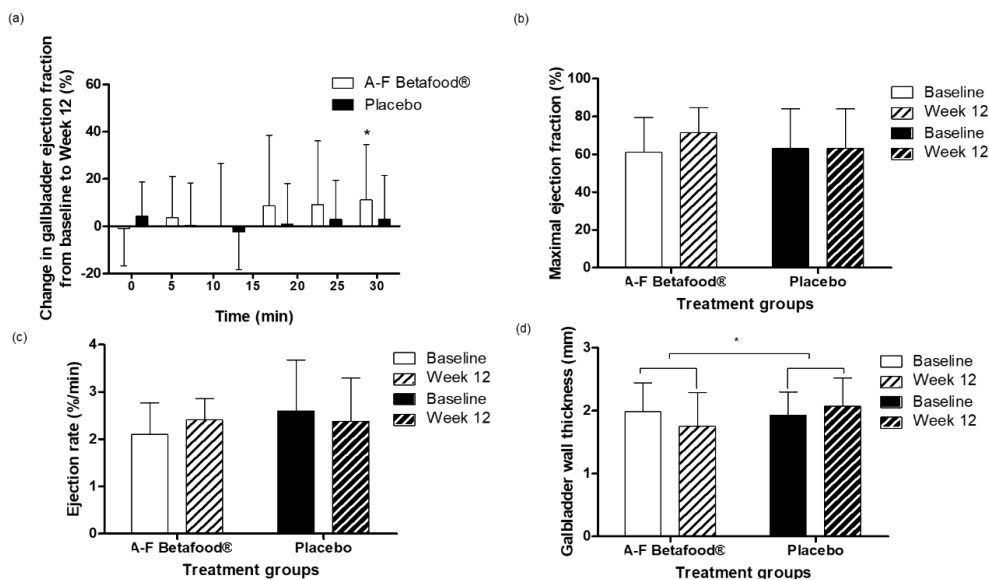 (a)
Change in gallbladder ejection fraction
from baseline to Week 12 (%)
60
40
20
0
-20
A-F Betafood®
Placebo
*
0 5 10 15 20 25 30
Time (min)
(b)
Maximal ejection fraction (%)
100
80
60
40
20
0
Baseline
Week 12
Baseline
Week 12
A-F Betafood® Placebo
Treatment groups
(c)
Ejection rate (%/min)
4
3
2
1
0
Baseline
Week 12
Baseline
Week 12
A-F Betafood® Placebo
Treatment groups
(d)
Galbladder wall thickness (mm)
3
2
1
0
*
Baseline
Week 12
Baseline
Week 12
A-F Betafood® Placebo
Treatment groups